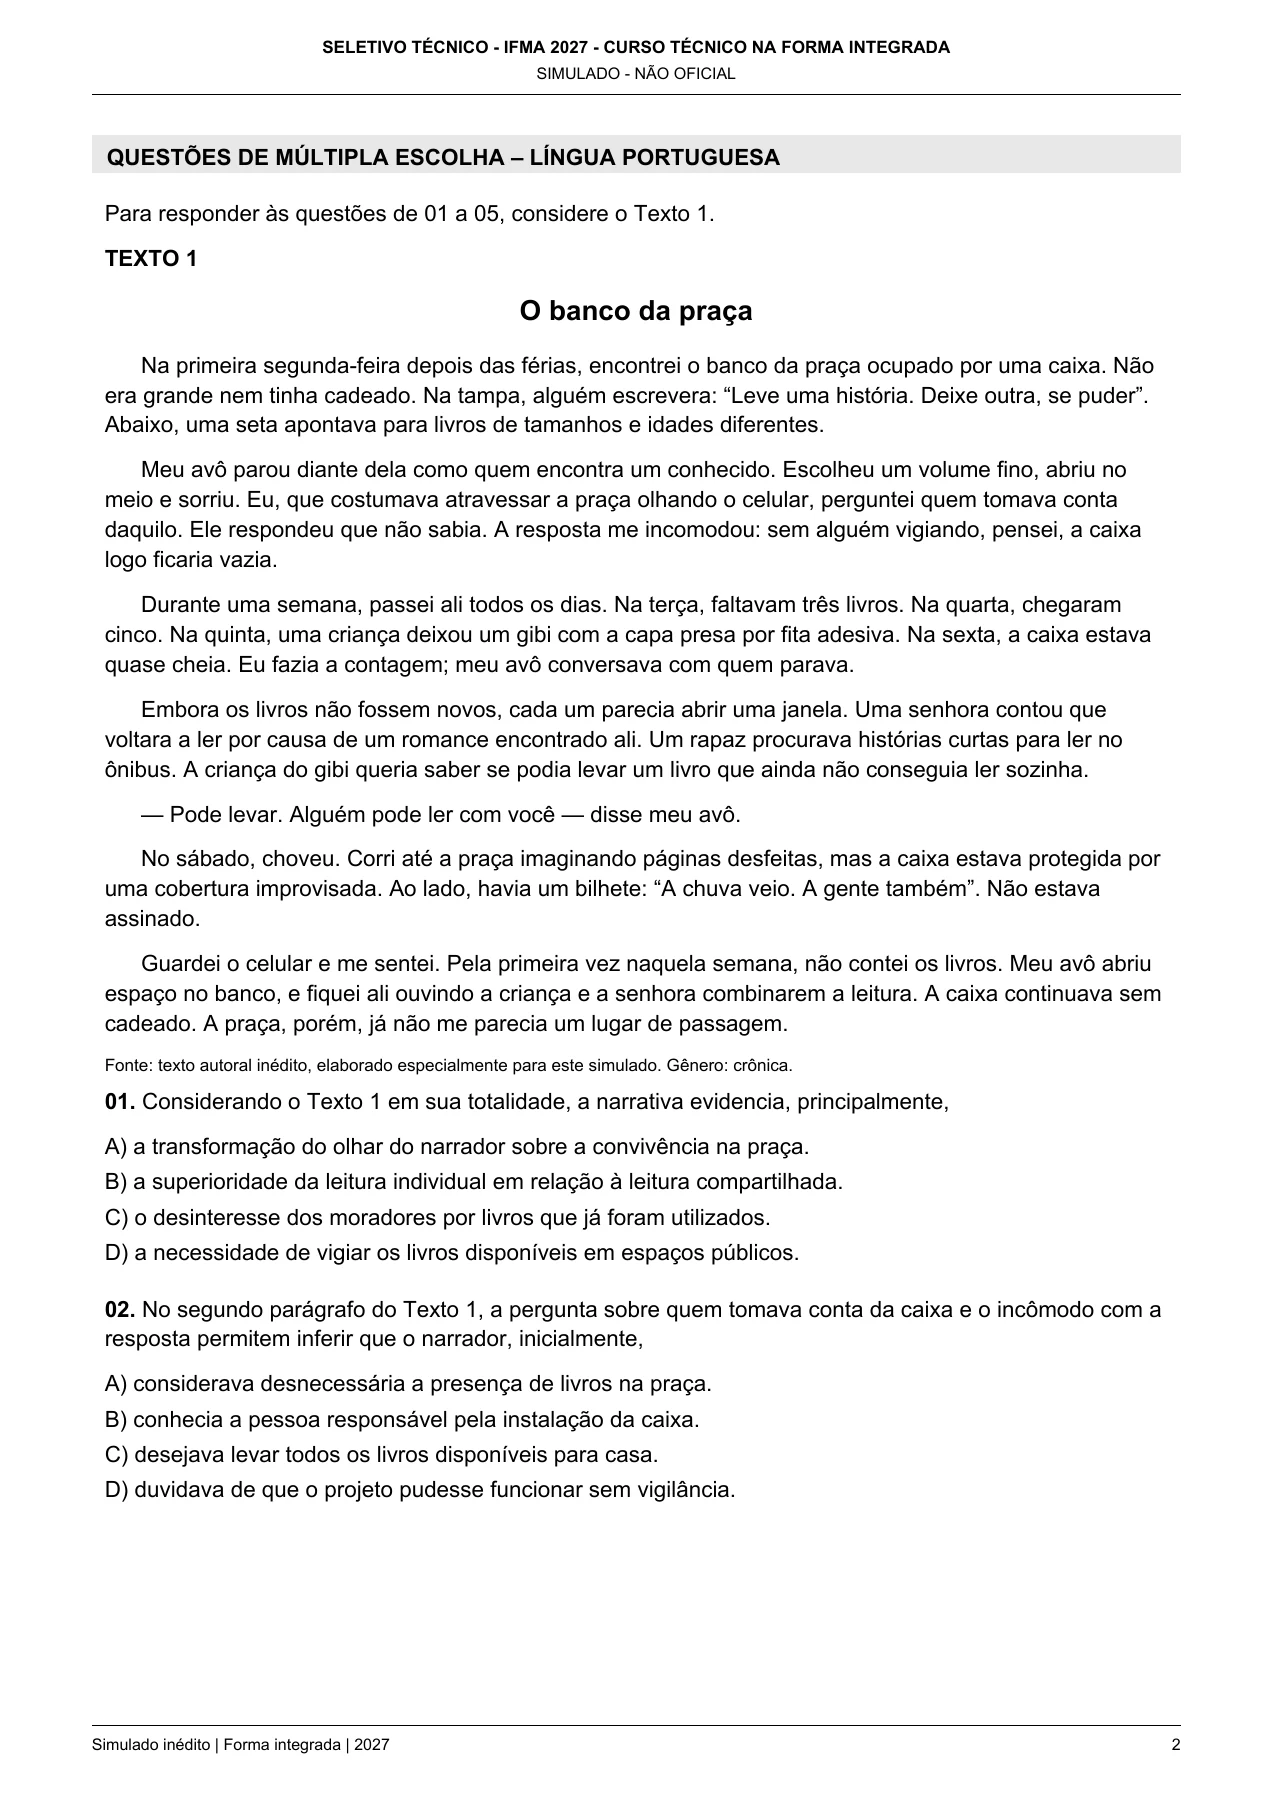 SELETIVO TÉCNICO - IFMA 2027 - CURSO TÉCNICO NA FORMA INTEGRADA
SIMULADO - NÃO OFICIAL
QUESTÕES DE MÚLTIPLA ESCOLHA – LÍNGUA PORTUGUESA
Para responder às questões de 01 a 05, considere o Texto 1.
TEXTO 1
O banco da praça
Na primeira segunda-feira depois das férias, encontrei o banco da praça ocupado por uma caixa. Não
era grande nem tinha cadeado. Na tampa, alguém escrevera: “Leve uma história. Deixe outra, se puder”.
Abaixo, uma seta apontava para livros de tamanhos e idades diferentes.
Meu avô parou diante dela como quem encontra um conhecido. Escolheu um volume fino, abriu no
meio e sorriu. Eu, que costumava atravessar a praça olhando o celular, perguntei quem tomava conta
daquilo. Ele respondeu que não sabia. A resposta me incomodou: sem alguém vigiando, pensei, a caixa
logo ficaria vazia.
Durante uma semana, passei ali todos os dias. Na terça, faltavam três livros. Na quarta, chegaram
cinco. Na quinta, uma criança deixou um gibi com a capa presa por fita adesiva. Na sexta, a caixa estava
quase cheia. Eu fazia a contagem; meu avô conversava com quem parava.
Embora os livros não fossem novos, cada um parecia abrir uma janela. Uma senhora contou que
voltara a ler por causa de um romance encontrado ali. Um rapaz procurava histórias curtas para ler no
ônibus. A criança do gibi queria saber se podia levar um livro que ainda não conseguia ler sozinha.
— Pode levar. Alguém pode ler com você — disse meu avô.
No sábado, choveu. Corri até a praça imaginando páginas desfeitas, mas a caixa estava protegida por
uma cobertura improvisada. Ao lado, havia um bilhete: “A chuva veio. A gente também”. Não estava
assinado.
Guardei o celular e me sentei. Pela primeira vez naquela semana, não contei os livros. Meu avô abriu
espaço no banco, e fiquei ali ouvindo a criança e a senhora combinarem a leitura. A caixa continuava sem
cadeado. A praça, porém, já não me parecia um lugar de passagem.
Fonte: texto autoral inédito, elaborado especialmente para este simulado. Gênero: crônica.
01. Considerando o Texto 1 em sua totalidade, a narrativa evidencia, principalmente,
A) a transformação do olhar do narrador sobre a convivência na praça.
B) a superioridade da leitura individual em relação à leitura compartilhada.
C) o desinteresse dos moradores por livros que já foram utilizados.
D) a necessidade de vigiar os livros disponíveis em espaços públicos.
02. No segundo parágrafo do Texto 1, a pergunta sobre quem tomava conta da caixa e o incômodo com a
resposta permitem inferir que o narrador, inicialmente,
A) considerava desnecessária a presença de livros na praça.
B) conhecia a pessoa responsável pela instalação da caixa.
C) desejava levar todos os livros disponíveis para casa.
D) duvidava de que o projeto pudesse funcionar sem vigilância.
Simulado inédito | Forma integrada | 2027
2